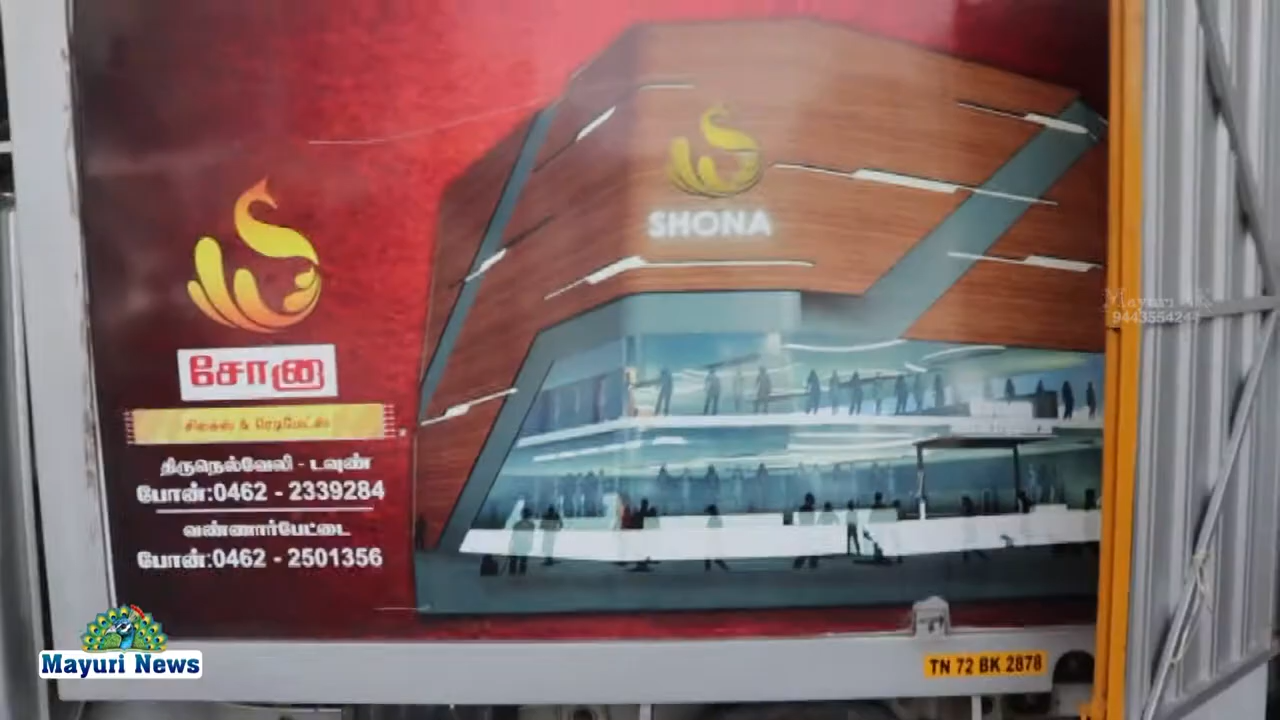 SHONA
சோனா
சில்க்ஸ் & ரெடிமேட்ஸ்
திருநெல்வேலி - டவுண்
போன்:0462 - 2339284
வண்ணார்பேட்டை
போன்:0462 - 2501356
Mayuri News
TN 72 BK 2878